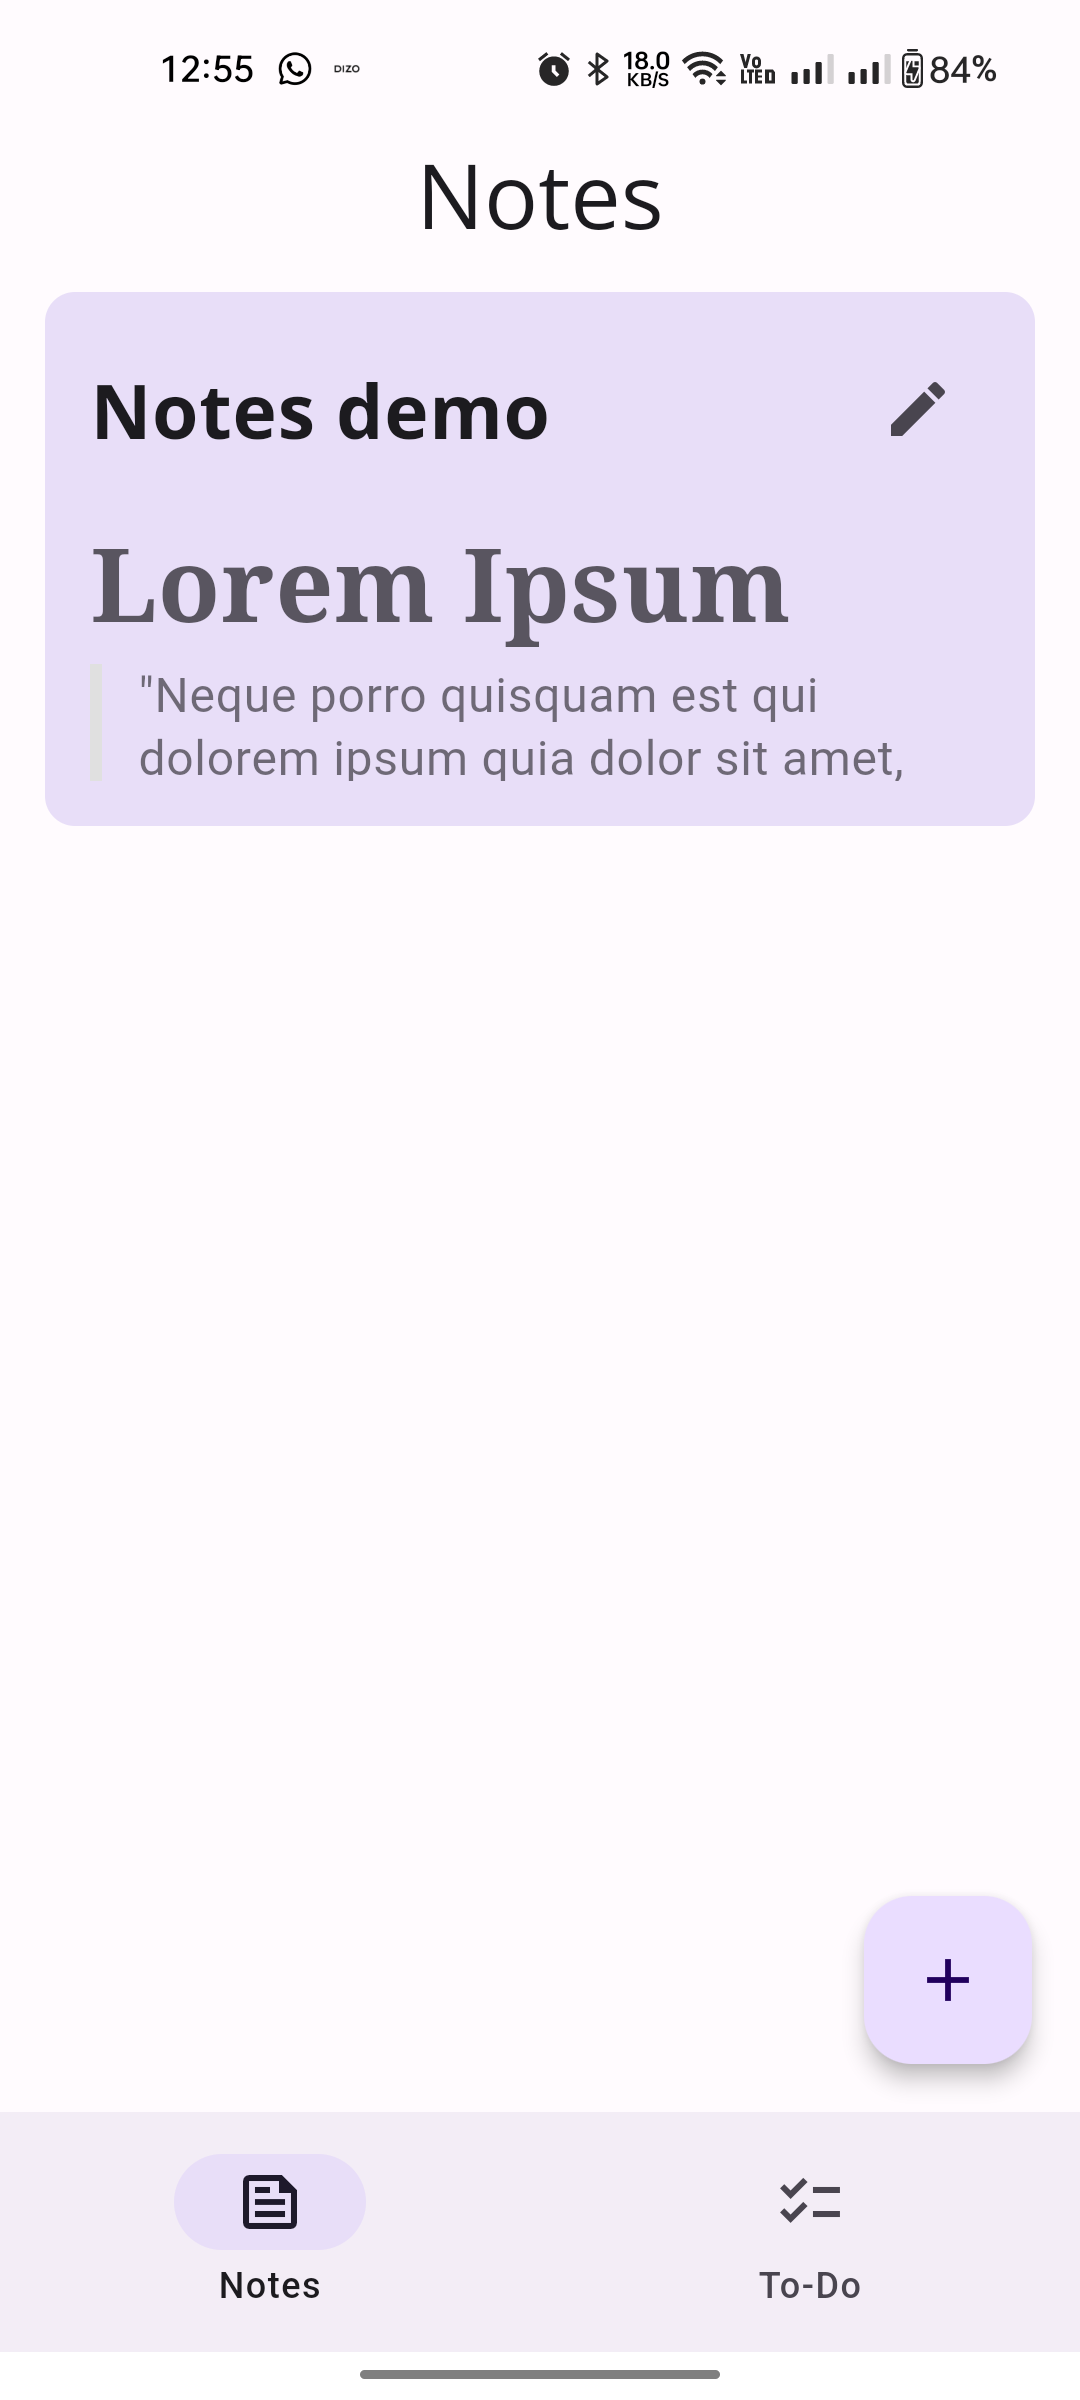 12:55 DIZO 18.0 KB/S Vo LTED 84%
Notes
Notes demo
Lorem Ipsum
"Neque porro quisquam est qui
dolorem ipsum quia dolor sit amet,
Notes To-Do